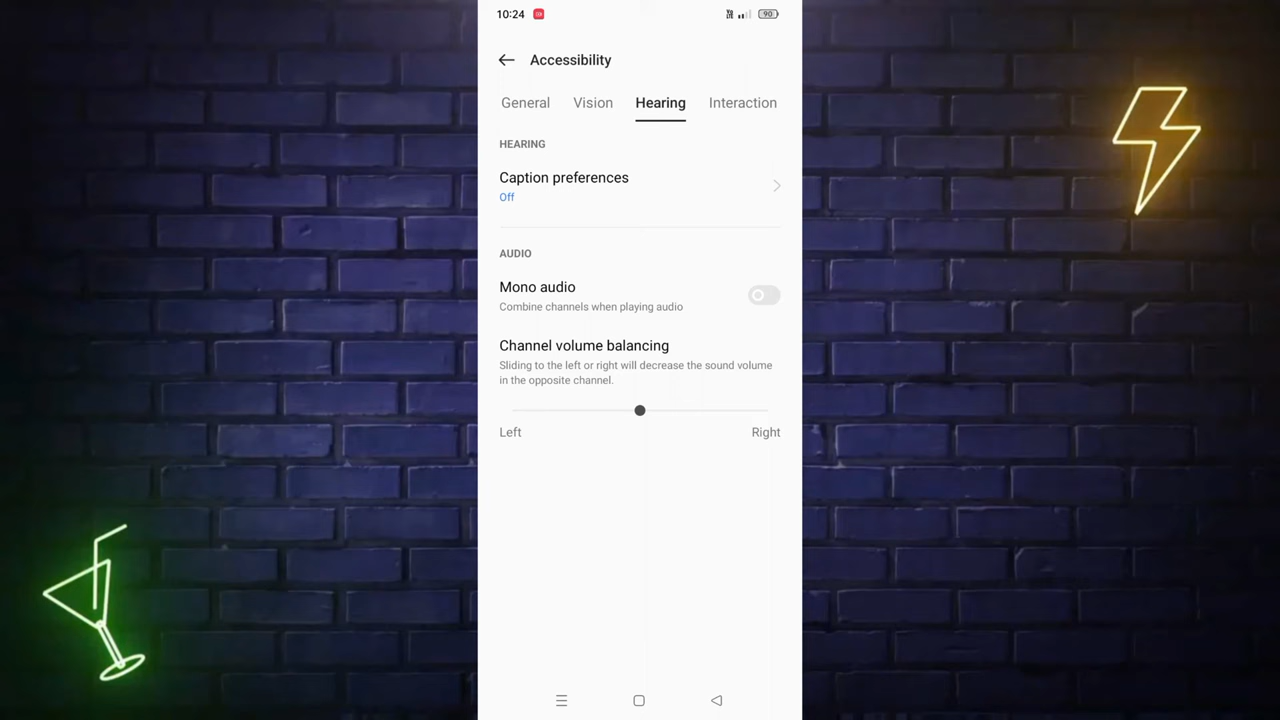 10:24
90
Accessibility
General Vision Hearing Interaction
HEARING
Caption preferences
Off
AUDIO
Mono audio
Combine channels when playing audio
Channel volume balancing
Sliding to the left or right will decrease the sound volume
in the opposite channel.
Left Right